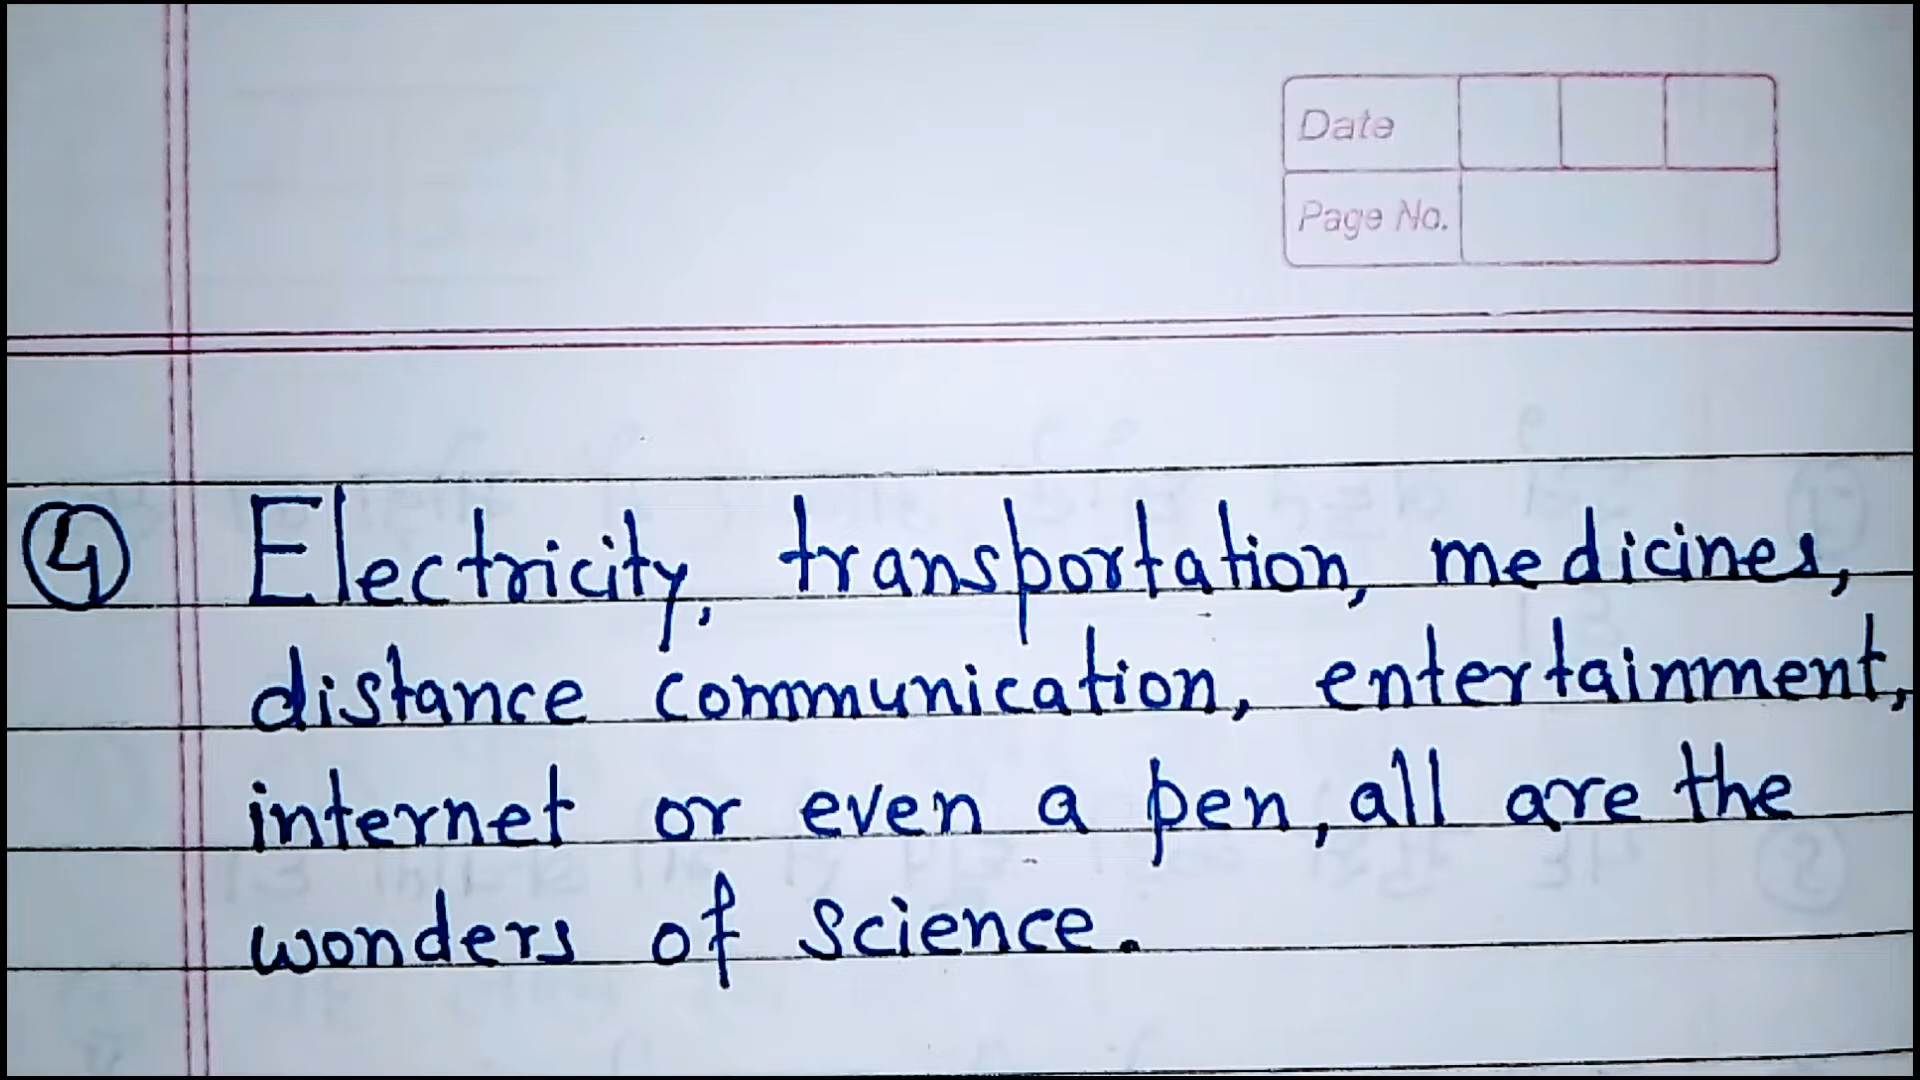 Date
Page No.
④ Electricity, transportation, medicines,
distance communication, entertainment,
internet or even a pen, all are the
wonders of science.